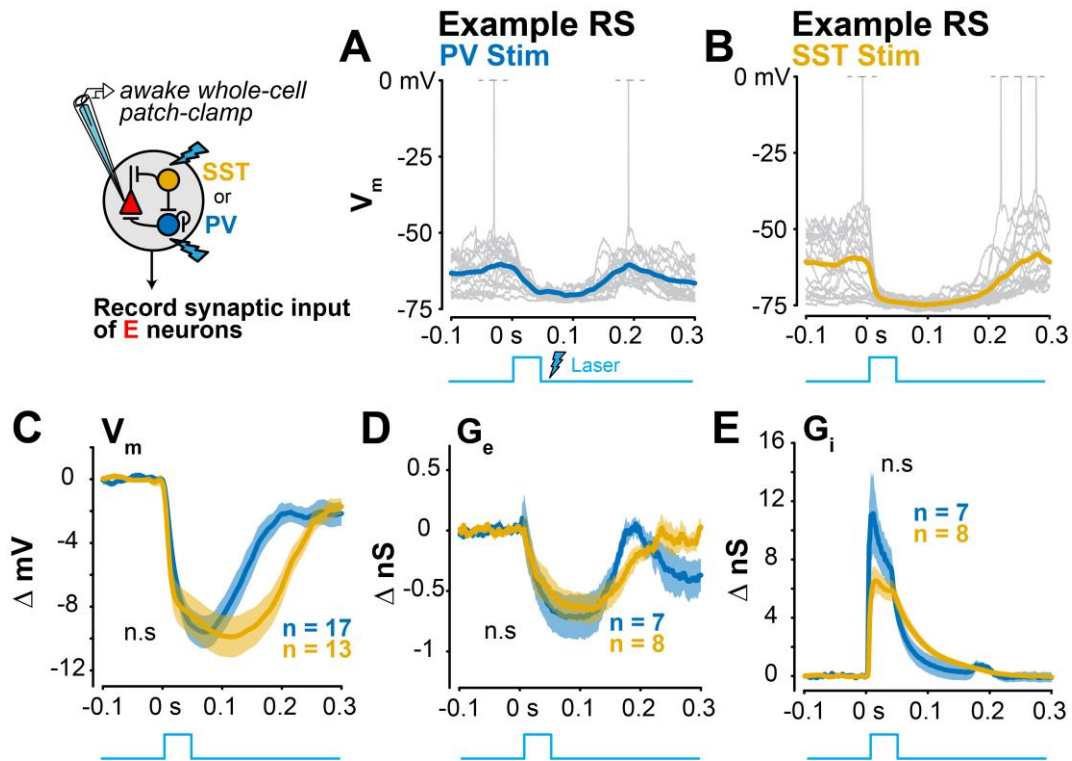 awake whole-cell
patch-clamp
SST
or
PV
Record synaptic input
of E neurons
A
Example RS
PV Stim
0 mV
-25
-50
-75
Vm
-0.1 0 s 0.1 0.2 0.3
Laser
B
Example RS
SST Stim
0 mV
-25
-50
-75
-0.1 0 s 0.1 0.2 0.3
C
Vm
0
-4
-8
-12
Δ mV
n.s
n = 17
n = 13
-0.1 0 s 0.1 0.2 0.3
D
Ge
0.5
0
-0.5
-1
Δ nS
n.s
n = 7
n = 8
-0.1 0 s 0.1 0.2 0.3
E
Gi
16
12
8
4
0
Δ nS
n.s
n = 7
n = 8
-0.1 0 s 0.1 0.2 0.3